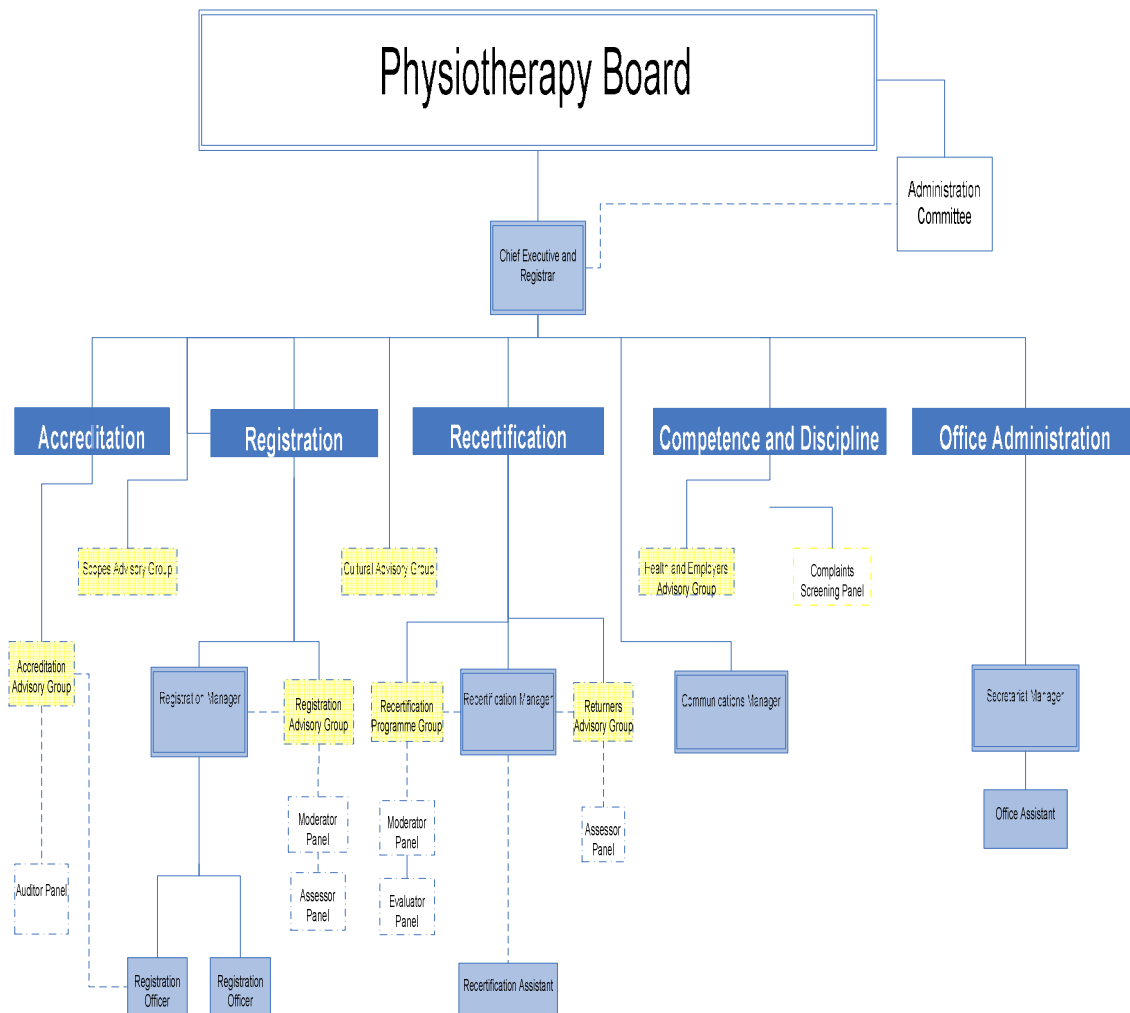 Physiotherapy Board
Administration
Committee
Chief Executive and
Registrar
Accreditation
Registration
Recertification
Competence and Discipline
Office Administration
Scopes Advisory Group
Cultural Advisory Group
Health and Employers
Advisory Group
Complaints
Screening Panel
Accreditation
Advisory Group
Registration Manager
Registration
Advisory Group
Recertification
Programme Group
Recertification Manager
Returners
Advisory Group
Communications Manager
Secretariat Manager
Moderator
Panel
Moderator
Panel
Assessor
Panel
Office Assistant
Auditor Panel
Assessor
Panel
Evaluator
Panel
Registration
Officer
Registration
Officer
Recertification Assistant